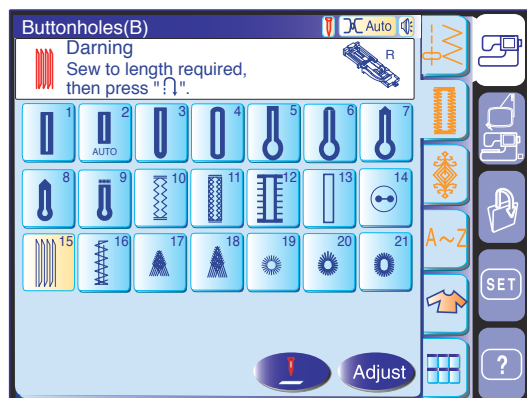 Buttonholes(B)
Auto
Darning
R
Sew to length required,
then press " ".
1 2 3 4 5 6 7
AUTO
8 9 10 11 12 13 14
15 16 17 18 19 20 21
A~Z
SET
?
Adjust